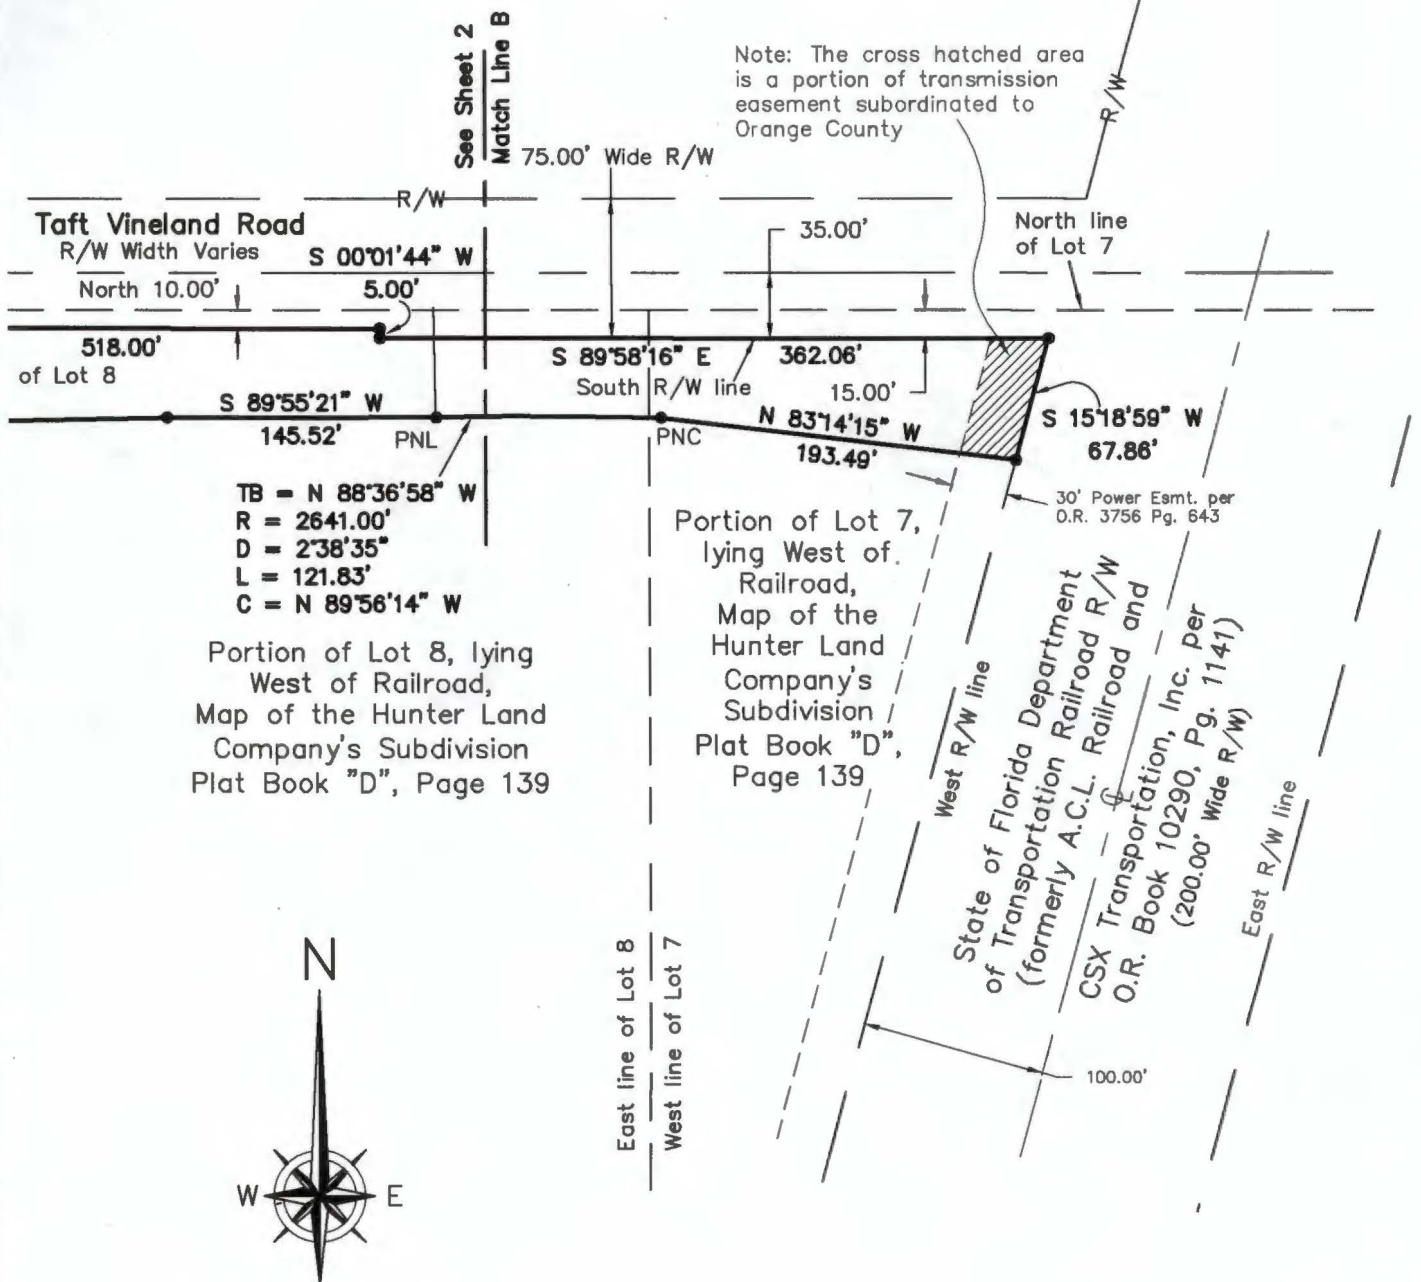 See Sheet 2
Match Line B
Note: The cross hatched area
is a portion of transmission
easement subordinated to
Orange County
R/W
75.00' Wide R/W
R/W
Taft Vineland Road
R/W Width Varies
S 00°01'44" W
35.00'
North line
of Lot 7
North 10.00'
5.00'
518.00'
of Lot 8
S 89°58'16" E
362.06'
South R/W line
15.00'
S 89°55'21" W
145.52'
PNL
PNC
N 83°14'15" W
193.49'
S 15°18'59" W
67.86'
TB = N 88°36'58" W
R = 2641.00'
D = 2°38'35"
L = 121.83'
C = N 89°56'14" W
30' Power Esmt. per
O.R. 3756 Pg. 643
Portion of Lot 7,
lying West of
Railroad,
Map of the
Hunter Land
Company's
Subdivision
Plat Book "D",
Page 139
Portion of Lot 8, lying
West of Railroad,
Map of the Hunter Land
Company's Subdivision
Plat Book "D", Page 139
West R/W line
State of Florida Department
of Transportation Railroad R/W
(formerly A.C.L. Railroad and
CSX Transportation, Inc. per
O.R. Book 10290, Pg. 1141)
(200.00' Wide R/W)
East R/W line
East line of Lot 8
West line of Lot 7
100.00'
N
W
E